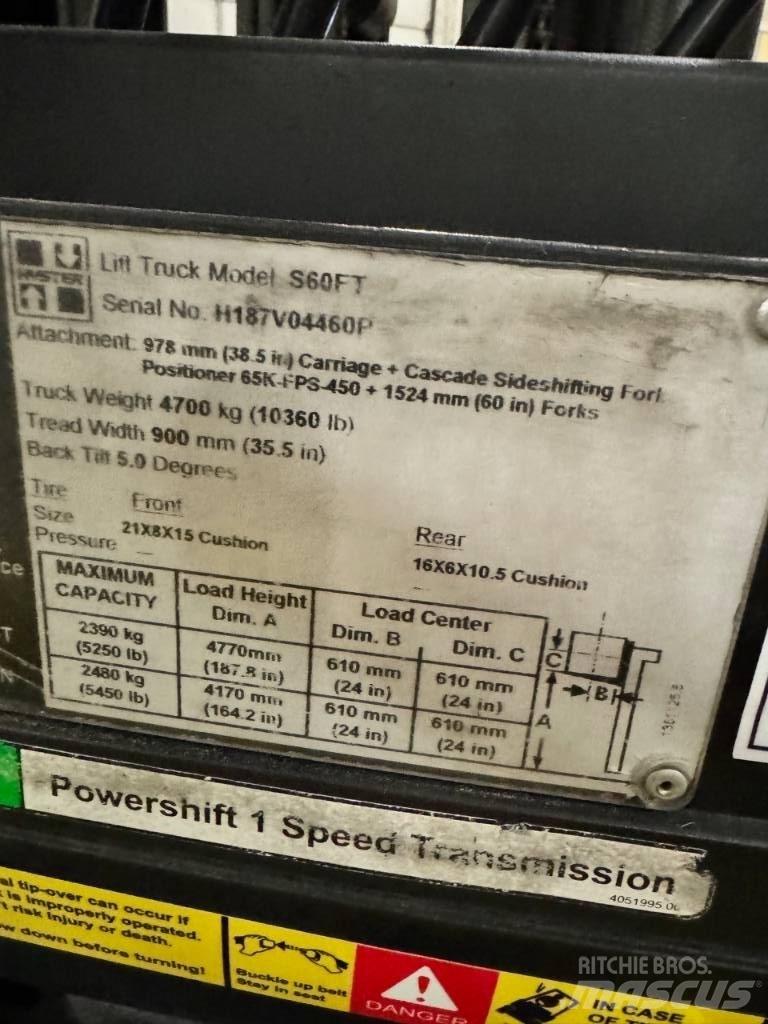 HYSTER
Lift Truck Model S60FT
Serial No. H187V04460P
Attachment: 978 mm (38.5 in) Carriage + Cascade Sideshifting Fork
Positioner 65K-FPS-450 + 1524 mm (60 in) Forks
Truck Weight 4700 kg (10360 lb)
Tread Width 900 mm (35.5 in)
Back Tilt 5.0 Degrees
Tire Front Rear
Size 21X8X15 Cushion 16X6X10.5 Cushion
Pressure — —
MAXIMUM CAPACITY Load Height Dim. A Load Center Dim. B Dim. C
2390 kg (5250 lb) 4770mm (187.8 in) 610 mm (24 in) 610 mm (24 in)
2480 kg (5450 lb) 4170 mm (164.2 in) 610 mm (24 in) 610 mm (24 in)
C
B
A
ce
T
N
Powershift 1 Speed Transmission
4051995 0
al tip-over can occur if
is improperly operated.
risk injury or death.
w down before turning!
Buckle up belt
Stay in seat
DANGER
IN CASE
OF
RITCHIE BROS.
mascus